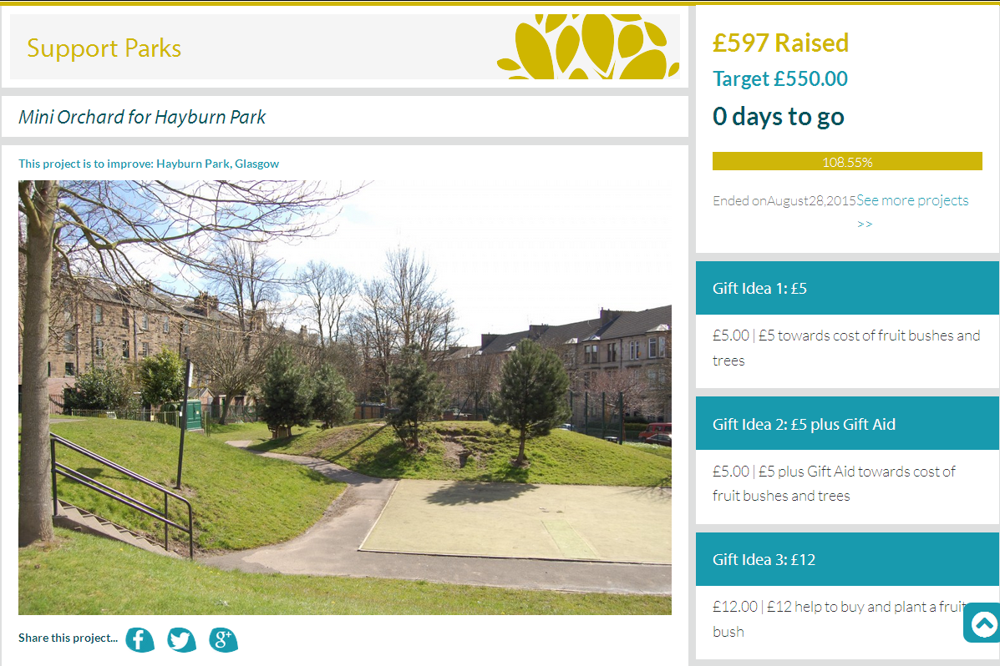 Support Parks
Mini Orchard for Hayburn Park
This project is to improve: Hayburn Park, Glasgow
Share this project...
£597 Raised
Target £550.00
0 days to go
108.55%
Ended onAugust28,2015See more projects
>>
Gift Idea 1: £5
£5.00 | £5 towards cost of fruit bushes and
trees
Gift Idea 2: £5 plus Gift Aid
£5.00 | £5 plus Gift Aid towards cost of
fruit bushes and trees
Gift Idea 3: £12
£12.00 | £12 help to buy and plant a fruit
bush